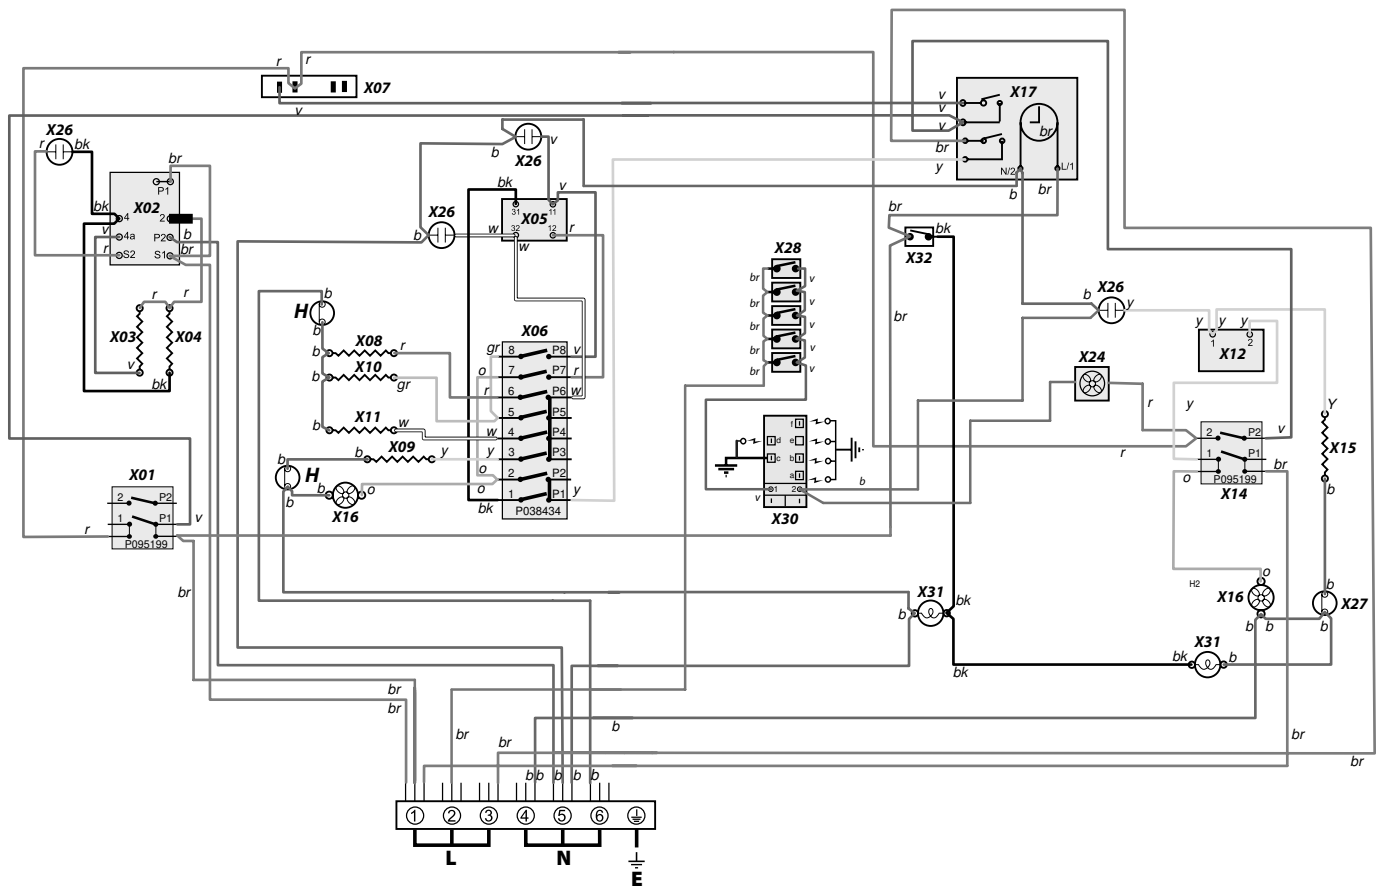 r
r
X07
v
v
v
v
X17
br
br
y
N/2
L/1
b
br
X26
r
bk
br
P1
bk
X02
4
2
v
4a
P2
b
r
S2
S1
br
r
r
X03
X04
v
bk
X26
b
v
bk
v
31
11
X05
32
12
r
w
w
X26
b
br
bk
X32
br
X28
br
v
br
br
v
br
br
v
X26
b
y
y
y
y
1
2
X12
b
H
b
b
X08
r
b
X10
gr
b
X11
w
X09
b
b
y
H
b
b
o
X16
X06
gr
8
P8
v
o
7
P7
r
r
6
P6
w
5
P5
w
4
P4
y
3
P3
o
2
P2
o
1
P1
y
bk
P038434
f
d
e
c
b
a
1
2
v
b
X30
X24
r
r
y
2
P2
v
1
P1
br
o
P095199
X14
Y
X15
b
X01
2
P2
1
P1
v
r
P095199
br
X31
b
bk
bk
H2
o
X16
b
b
b
X27
b
bk
X31
b
br
br
br
br
b
br
br
b
b
b
b
b
1
2
3
4
5
6
L
N
E